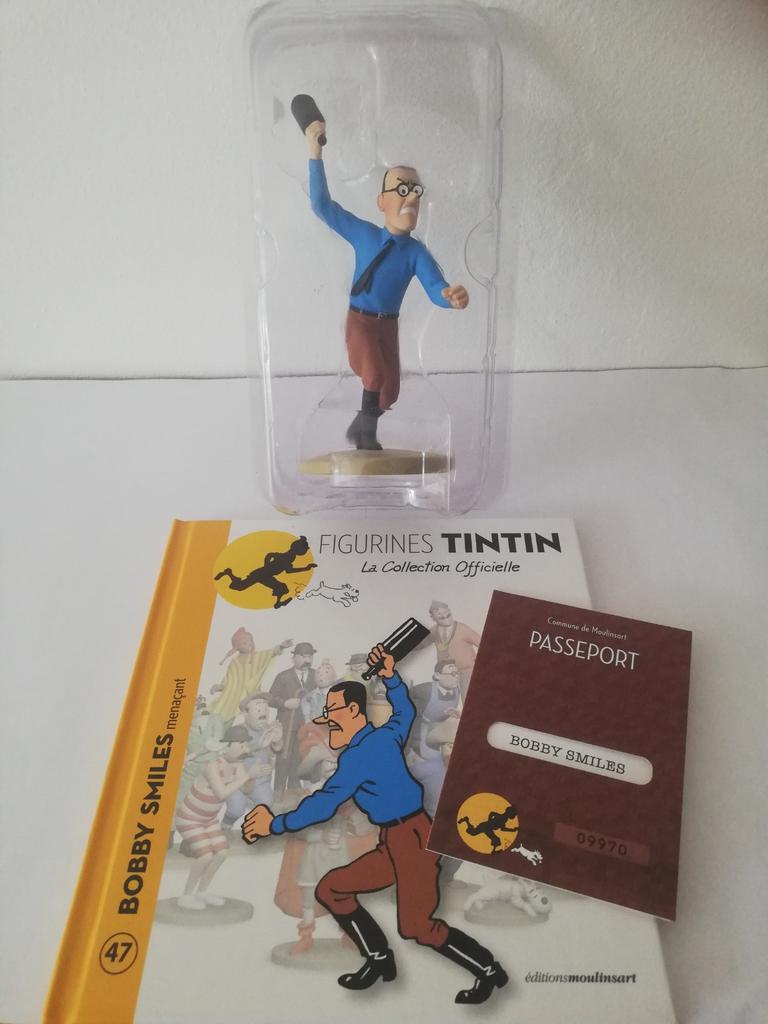 FIGURINES TINTIN
La Collection Officielle
47 BOBBY SMILES menaçant
éditionsmoulinsart
Commune de Moulinsart
PASSEPORT
BOBBY SMILES
09970